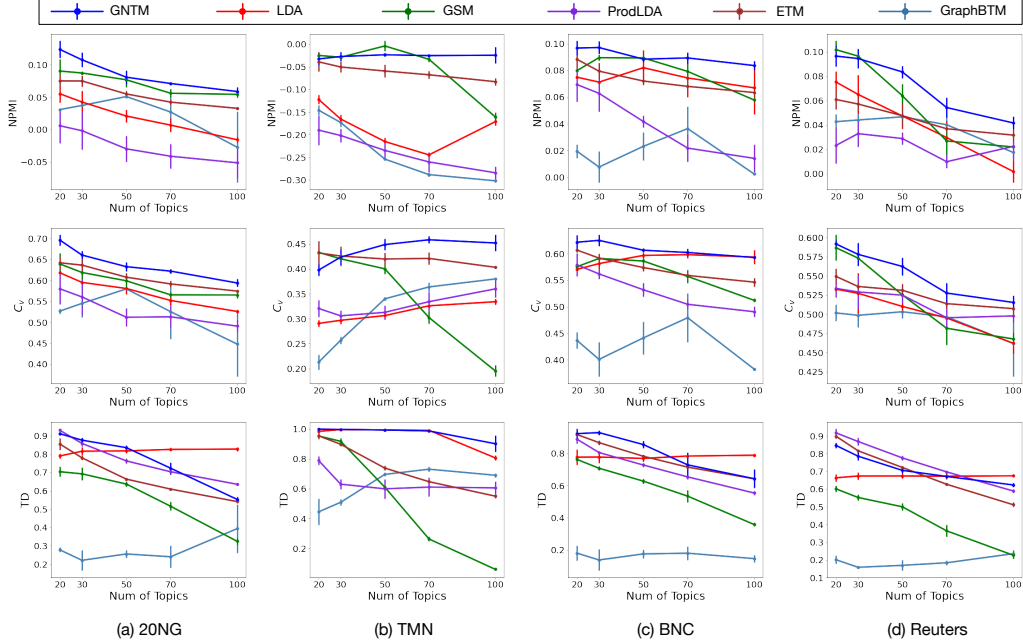 GNTM LDA GSM ProdLDA ETM GraphBTM
NPMI
0.10
0.05
0.00
−0.05
20 30 50 70 100
Num of Topics
NPMI
0.00
−0.05
−0.10
−0.15
−0.20
−0.25
−0.30
20 30 50 70 100
Num of Topics
NPMI
0.10
0.08
0.06
0.04
0.02
0.00
20 30 50 70 100
Num of Topics
NPMI
0.10
0.08
0.06
0.04
0.02
0.00
20 30 50 70 100
Num of Topics
Cv
0.70
0.65
0.60
0.55
0.50
0.45
0.40
20 30 50 70 100
Num of Topics
Cv
0.45
0.40
0.35
0.30
0.25
0.20
20 30 50 70 100
Num of Topics
Cv
0.60
0.55
0.50
0.45
0.40
20 30 50 70 100
Num of Topics
Cv
0.600
0.575
0.550
0.525
0.500
0.475
0.450
0.425
20 30 50 70 100
Num of Topics
TD
0.9
0.8
0.7
0.6
0.5
0.4
0.3
0.2
20 30 50 70 100
Num of Topics
TD
1.0
0.8
0.6
0.4
0.2
20 30 50 70 100
Num of Topics
TD
0.8
0.6
0.4
0.2
20 30 50 70 100
Num of Topics
TD
0.9
0.8
0.7
0.6
0.5
0.4
0.3
0.2
0.1
20 30 50 70 100
Num of Topics
(a) 20NG (b) TMN (c) BNC (d) Reuters